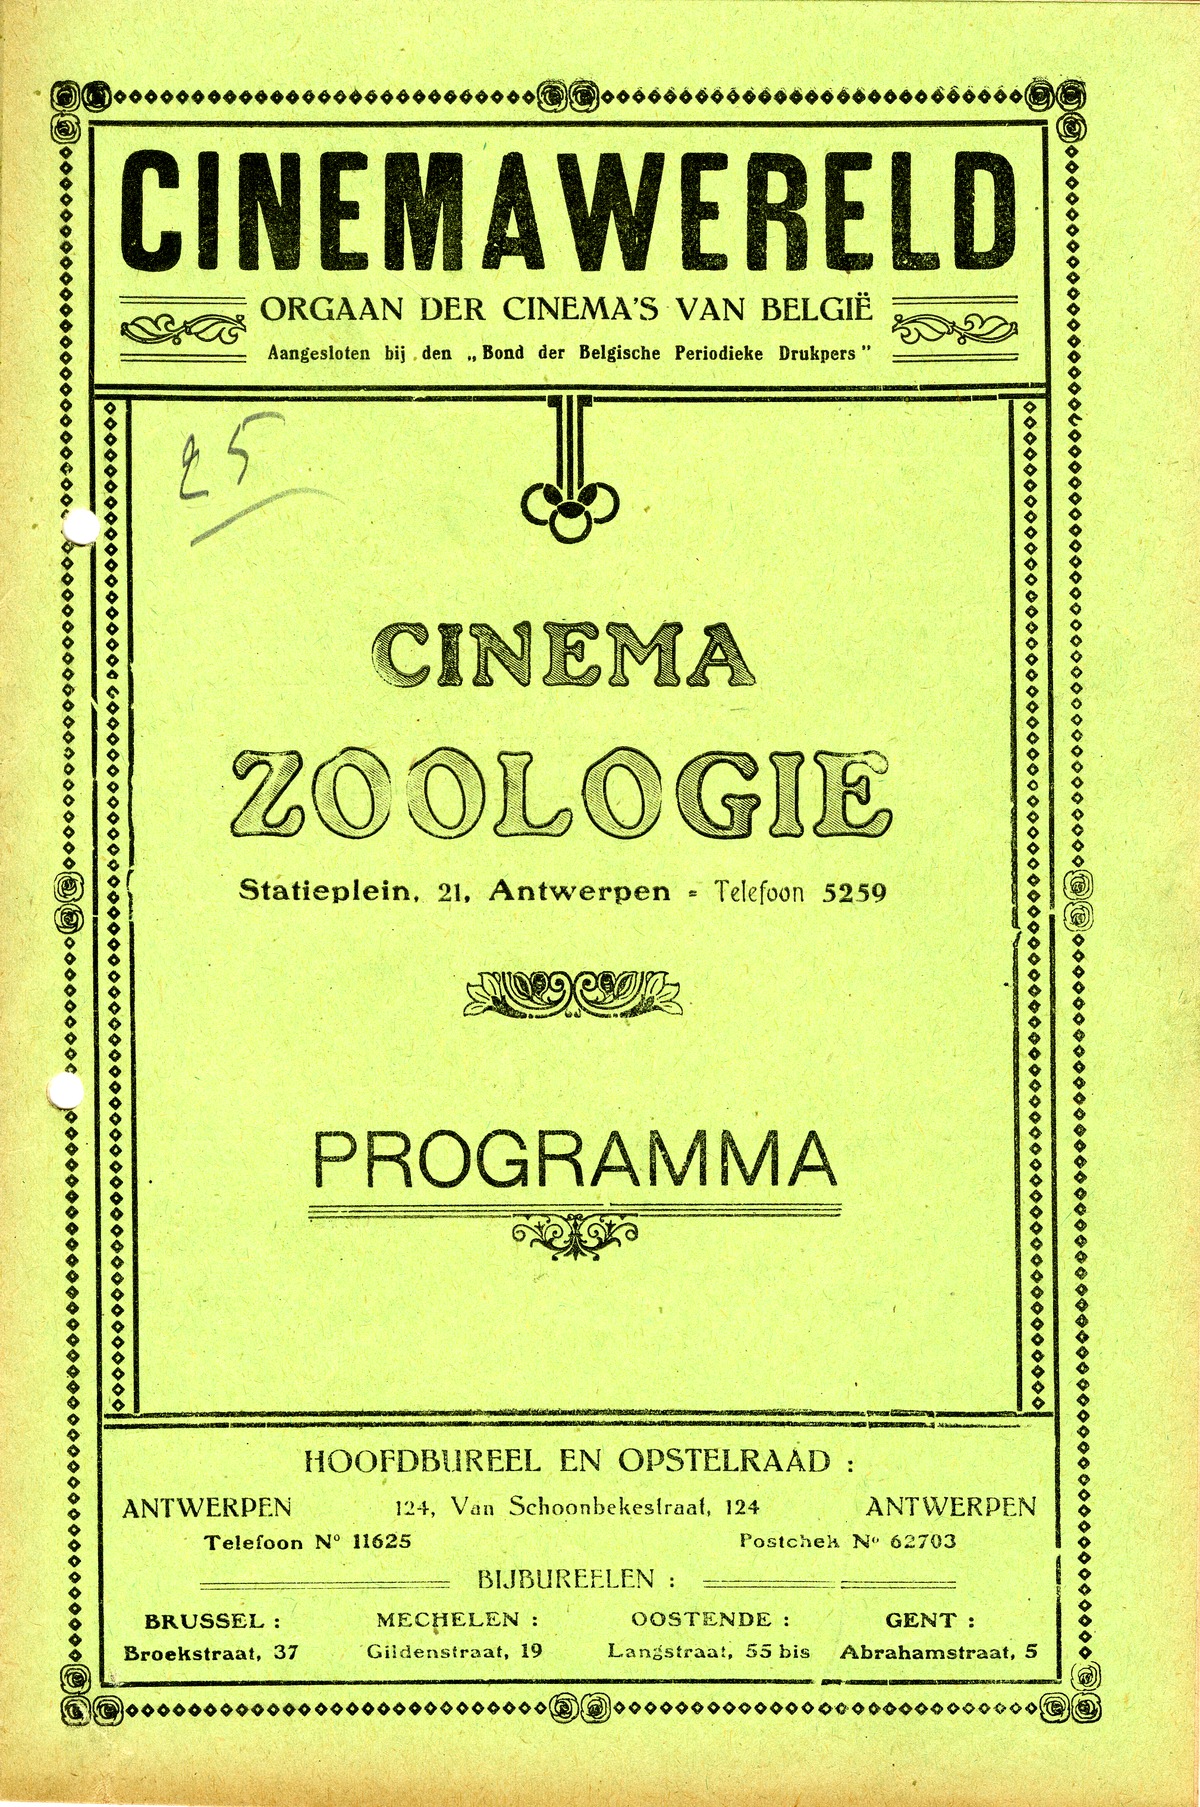 CINEMAWERELD
ORGAAN DER CINEMA'S VAN BELGIË
Aangesloten bij den „Bond der Belgische Periodieke Drukpers"
25
CINEMA
ZOOLOGIE
Statieplein, 21, Antwerpen = Telefoon 5259
PROGRAMMA
HOOFDBUREEL EN OPSTELRAAD :
ANTWERPEN 124, Van Schoonbekestraat, 124 ANTWERPEN
Telefoon Nº 11625 Postchek Nº 62703
BIJBUREELEN :
BRUSSEL : MECHELEN : OOSTENDE : GENT :
Broekstraat, 37 Gildenstraat, 19 Langstraat, 55 bis Abrahamstraat, 5